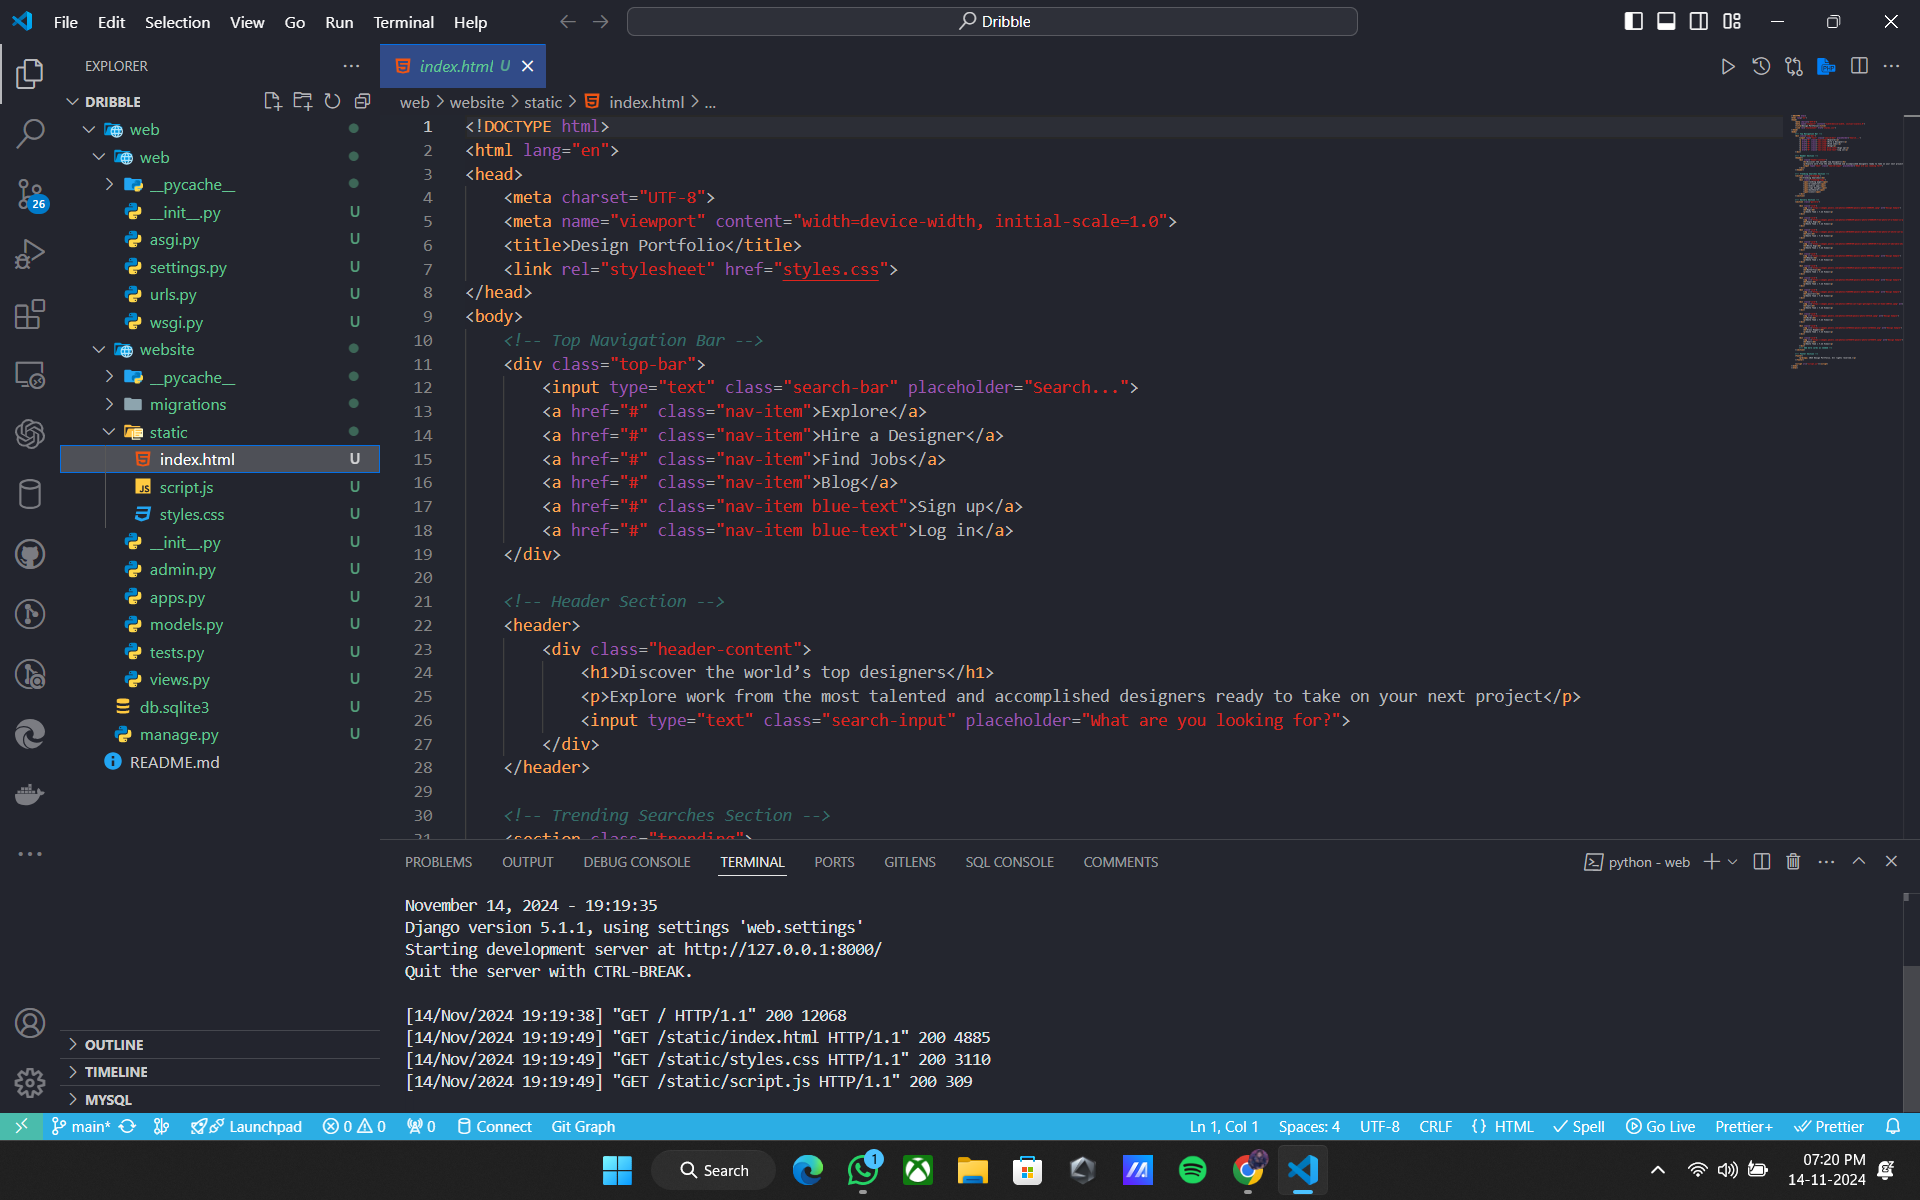 File Edit Selection View Go Run Terminal Help
Dribble
EXPLORER
DRIBBLE
web
web
__pycache__
__init__.py U
asgi.py U
settings.py U
urls.py U
wsgi.py U
website
__pycache__
migrations
static
index.html U
script.js U
styles.css U
__init__.py U
admin.py U
apps.py U
models.py U
tests.py U
views.py U
db.sqlite3 U
manage.py U
README.md
OUTLINE
TIMELINE
MYSQL
26
index.html U
web > website > static > index.html > ...
1 <!DOCTYPE html>
2 <html lang="en">
3 <head>
4 <meta charset="UTF-8">
5 <meta name="viewport" content="width=device-width, initial-scale=1.0">
6 <title>Design Portfolio</title>
7 <link rel="stylesheet" href="styles.css">
8 </head>
9 <body>
10 <!-- Top Navigation Bar -->
11 <div class="top-bar">
12 <input type="text" class="search-bar" placeholder="Search...">
13 <a href="#" class="nav-item">Explore</a>
14 <a href="#" class="nav-item">Hire a Designer</a>
15 <a href="#" class="nav-item">Find Jobs</a>
16 <a href="#" class="nav-item">Blog</a>
17 <a href="#" class="nav-item blue-text">Sign up</a>
18 <a href="#" class="nav-item blue-text">Log in</a>
19 </div>
20
21 <!-- Header Section -->
22 <header>
23 <div class="header-content">
24 <h1>Discover the world’s top designers</h1>
25 <p>Explore work from the most talented and accomplished designers ready to take on your next project</p>
26 <input type="text" class="search-input" placeholder="What are you looking for?">
27 </div>
28 </header>
29
30 <!-- Trending Searches Section -->
31 <section class="trending">
PROBLEMS OUTPUT DEBUG CONSOLE TERMINAL PORTS GITLENS SQL CONSOLE COMMENTS
python - web
November 14, 2024 - 19:19:35
Django version 5.1.1, using settings 'web.settings'
Starting development server at http://127.0.0.1:8000/
Quit the server with CTRL-BREAK.
[14/Nov/2024 19:19:38] "GET / HTTP/1.1" 200 12068
[14/Nov/2024 19:19:49] "GET /static/index.html HTTP/1.1" 200 4885
[14/Nov/2024 19:19:49] "GET /static/styles.css HTTP/1.1" 200 3110
[14/Nov/2024 19:19:49] "GET /static/script.js HTTP/1.1" 200 309
main* Launchpad 0 0 0 Connect Git Graph Ln 1, Col 1 Spaces: 4 UTF-8 CRLF {} HTML Spell Go Live Prettier+ Prettier
Search
1
07:20 PM
14-11-2024